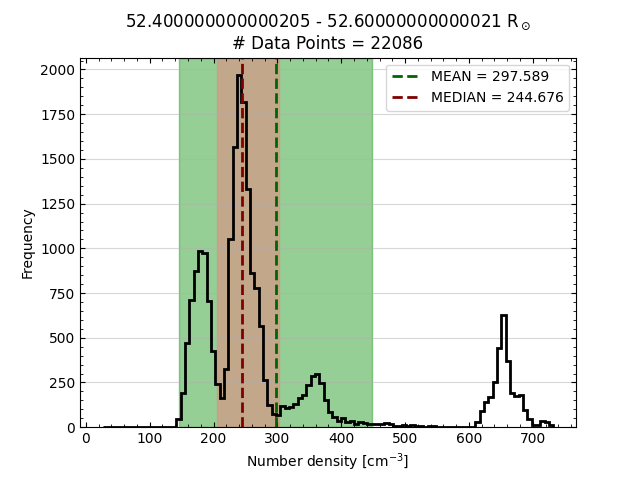 52.400000000000205 - 52.60000000000021 R⊙
# Data Points = 22086
MEAN = 297.589
MEDIAN = 244.676
Frequency
2000
1750
1500
1250
1000
750
500
250
0
0 100 200 300 400 500 600 700
Number density [cm⁻³]